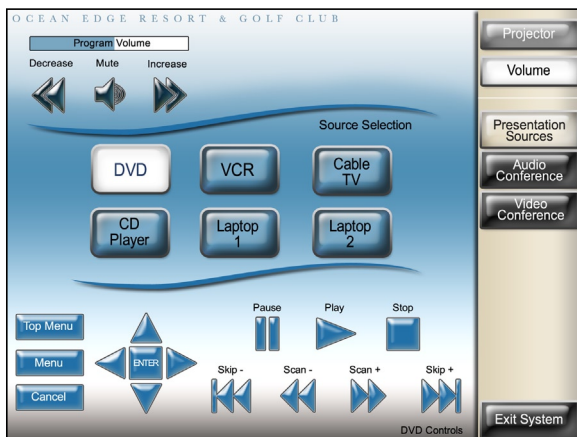 OCEAN EDGE RESORT & GOLF CLUB
Program Volume
Decrease Mute Increase
Source Selection
DVD
VCR
Cable
TV
CD
Player
Laptop
1
Laptop
2
Pause Play Stop
Top Menu
Menu
Cancel
ENTER
Skip - Scan - Scan + Skip +
DVD Controls
Projector
Volume
Presentation
Sources
Audio
Conference
Video
Conference
Exit System